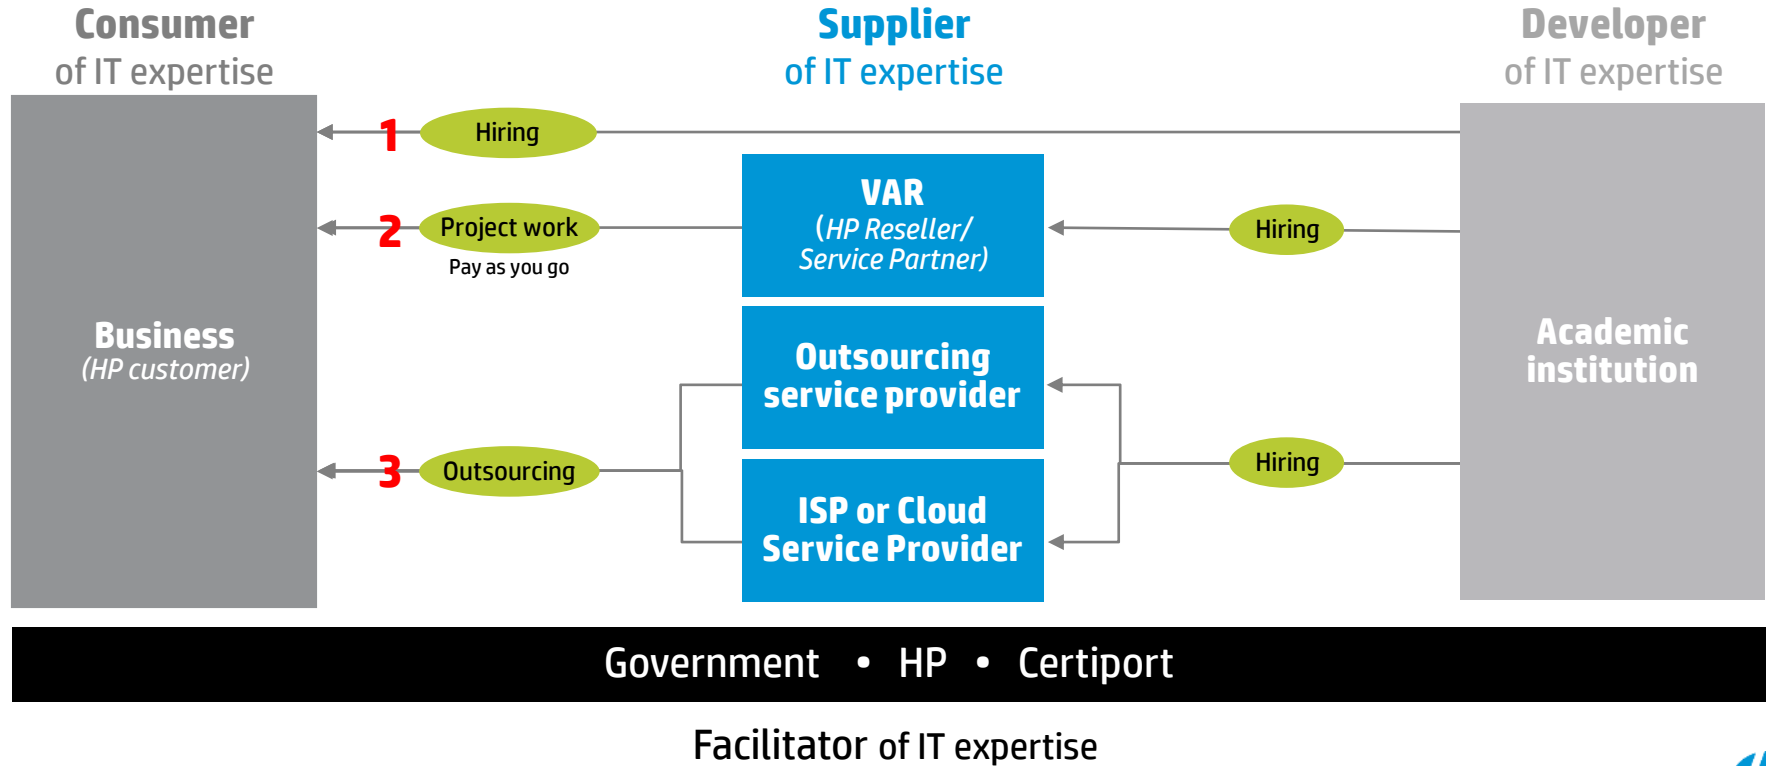 Consumer
of IT expertise
Supplier
of IT expertise
Developer
of IT expertise
1
Hiring
2
Project work
Pay as you go
VAR
(HP Reseller/
Service Partner)
Hiring
Business
(HP customer)
Outsourcing
service provider
Academic
institution
3
Outsourcing
Hiring
ISP or Cloud
Service Provider
Government • HP • Certiport
Facilitator of IT expertise